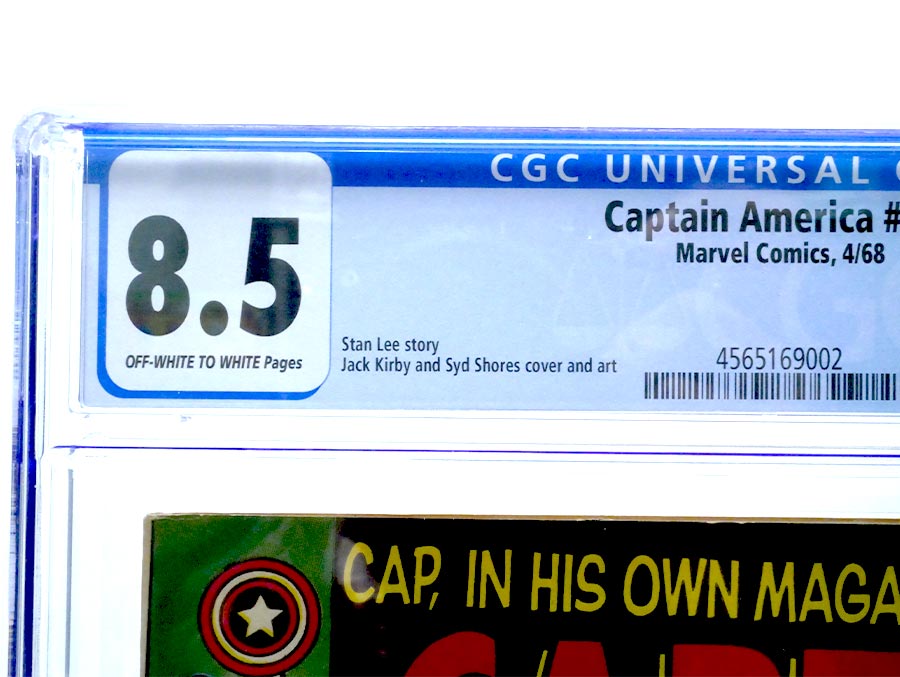 CGC UNIVERSAL
Captain America #
Marvel Comics, 4/68
8.5
OFF-WHITE TO WHITE Pages
Stan Lee story
Jack Kirby and Syd Shores cover and art
4565169002
CAP, IN HIS OWN MAGA